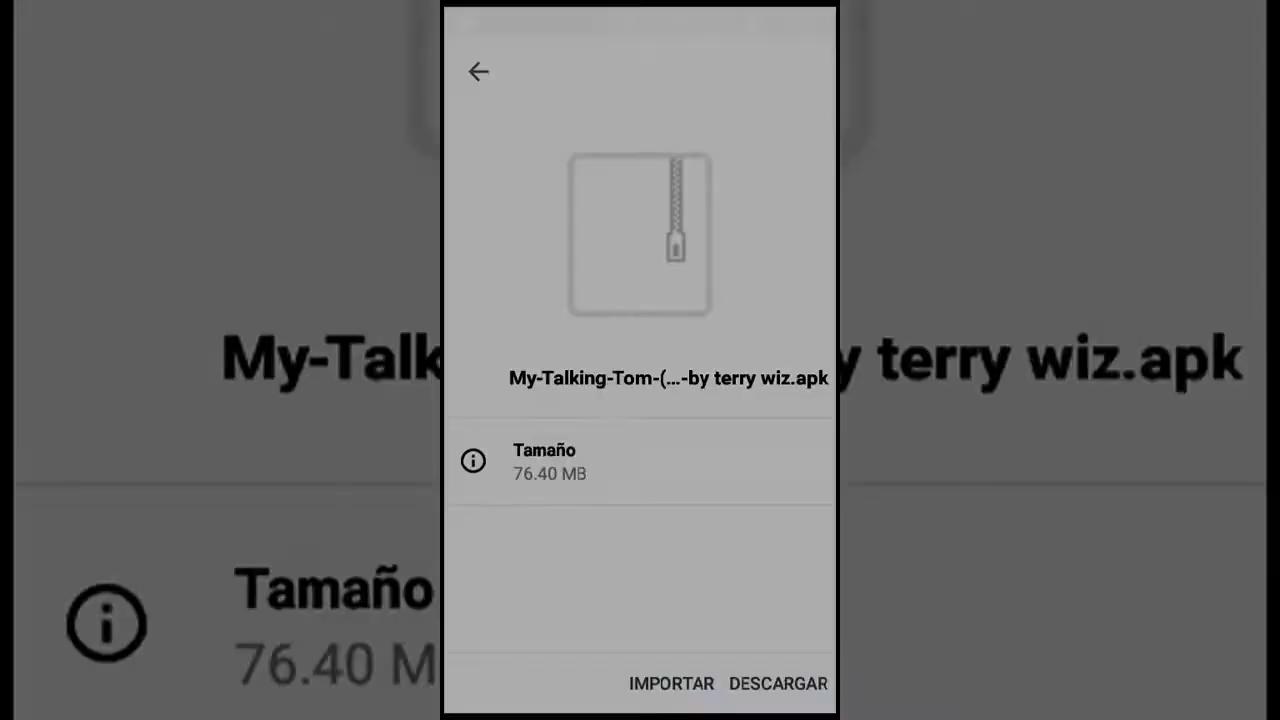 My-Talking-Tom-(...-by terry wiz.apk
Tamaño
76.40 MB
IMPORTAR DESCARGAR
My-Talk
y terry wiz.apk
Tamaño
76.40 M